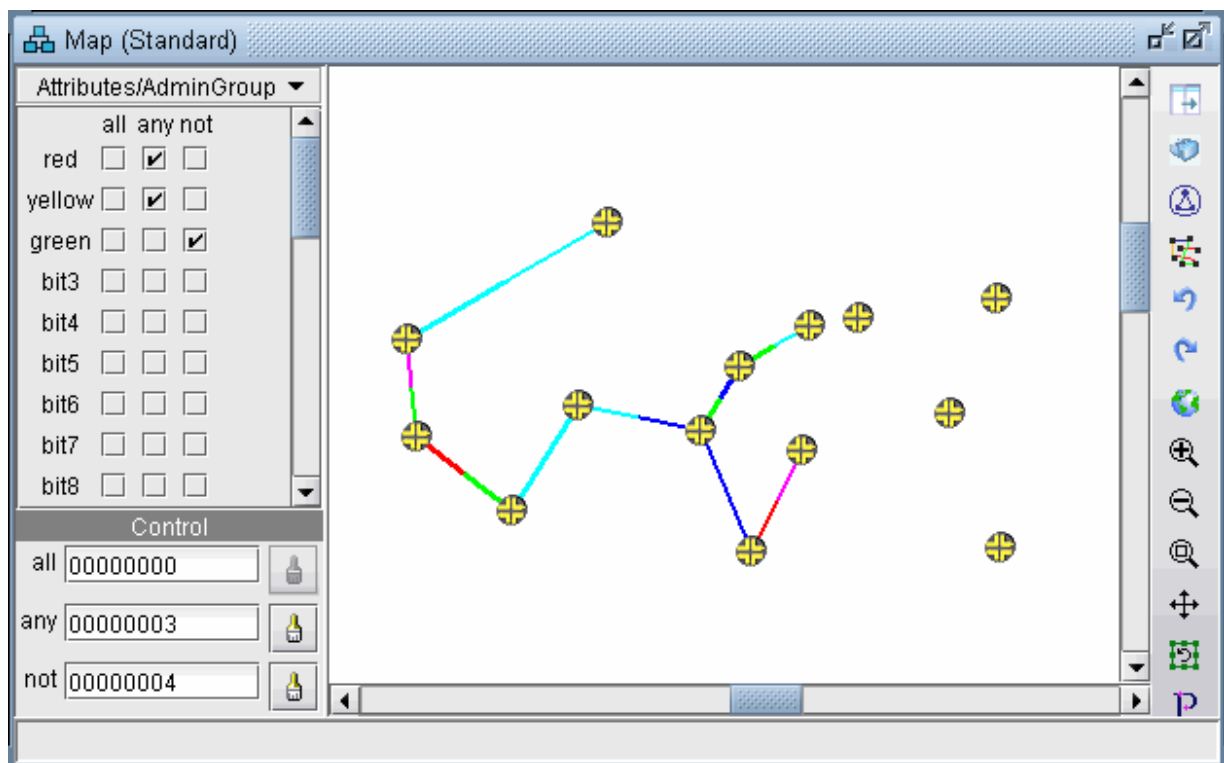 Map (Standard)
Attributes/AdminGroup
all any not
red
yellow
green
bit3
bit4
bit5
bit6
bit7
bit8
Control
all 00000000
any 00000003
not 00000004